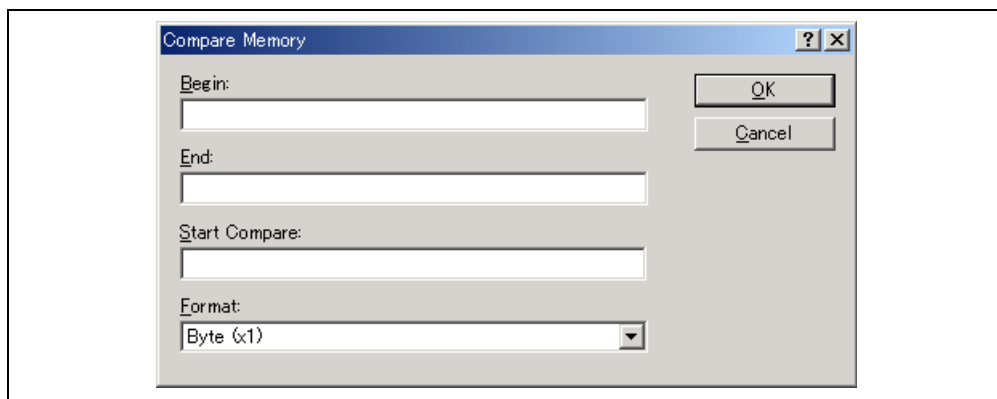 Compare Memory
Begin:
OK
Cancel
End:
Start Compare:
Format:
Byte (x1)